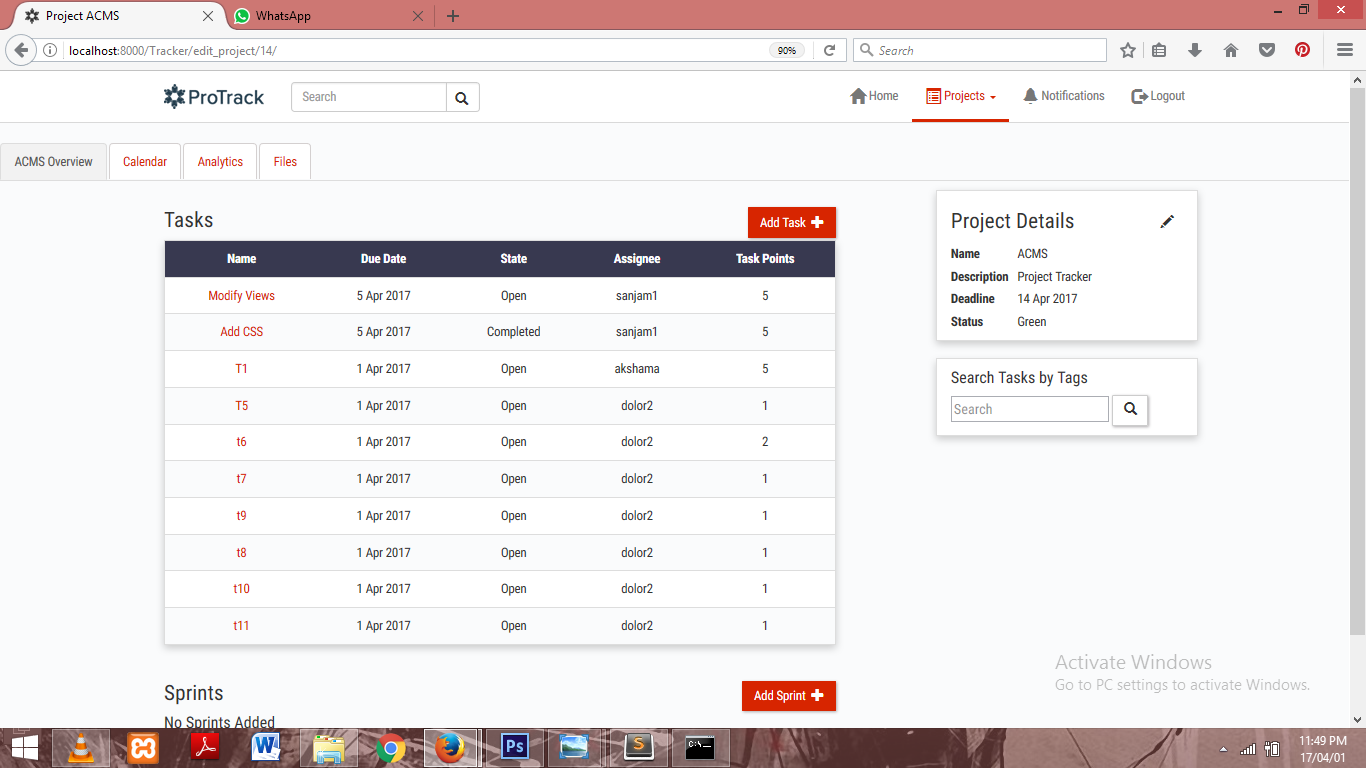 Project ACMS
WhatsApp
localhost:8000/Tracker/edit_project/14/
90%
Search
ProTrack
Search
Home
Projects
Notifications
Logout
ACMS Overview
Calendar
Analytics
Files
Tasks
Add Task
Name Due Date State Assignee Task Points
Modify Views 5 Apr 2017 Open sanjam1 5
Add CSS 5 Apr 2017 Completed sanjam1 5
T1 1 Apr 2017 Open akshama 5
T5 1 Apr 2017 Open dolor2 1
t6 1 Apr 2017 Open dolor2 2
t7 1 Apr 2017 Open dolor2 1
t9 1 Apr 2017 Open dolor2 1
t8 1 Apr 2017 Open dolor2 1
t10 1 Apr 2017 Open dolor2 1
t11 1 Apr 2017 Open dolor2 1
Sprints
Add Sprint
No Sprints Added
Project Details
Name ACMS
Description Project Tracker
Deadline 14 Apr 2017
Status Green
Search Tasks by Tags
Search
Activate Windows
Go to PC settings to activate Windows.
Ps
S
C:\
11:49 PM
17/04/01